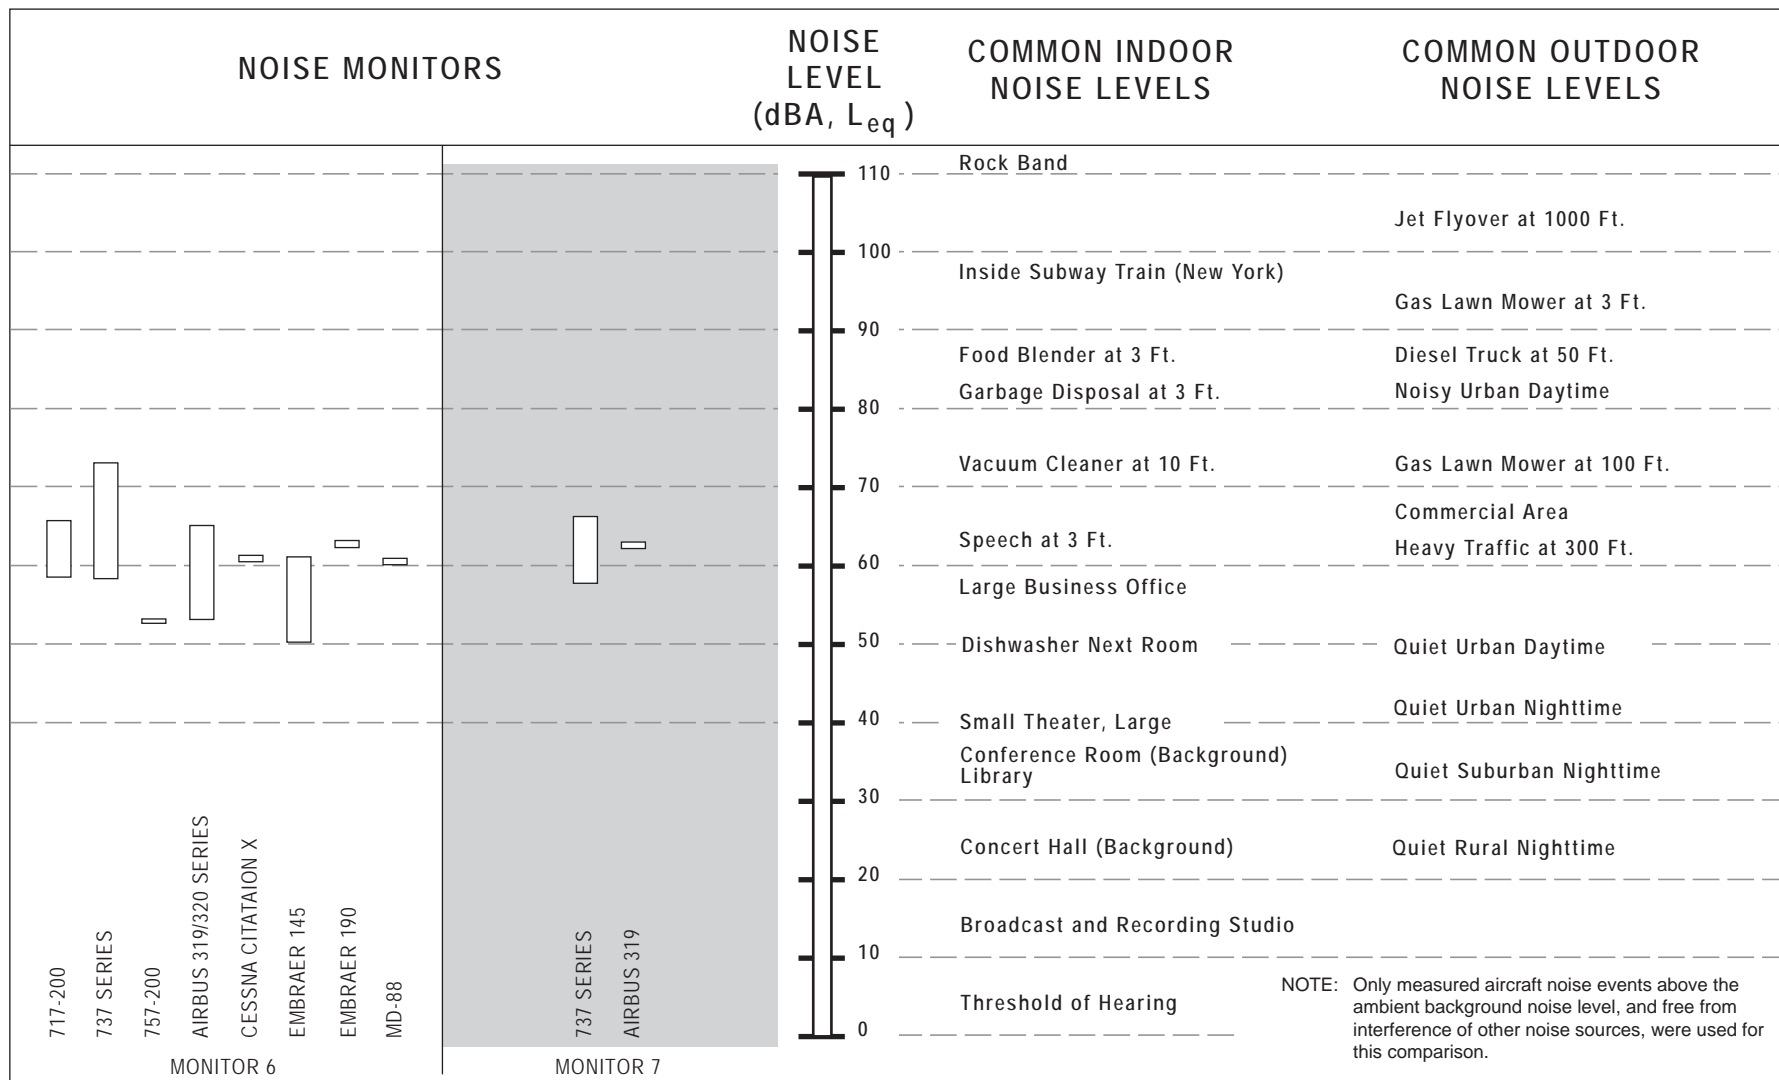 NOISE MONITORS
NOISE
LEVEL
(dBA, Leq)
COMMON INDOOR
NOISE LEVELS
COMMON OUTDOOR
NOISE LEVELS
110
Rock Band
Jet Flyover at 1000 Ft.
100
Inside Subway Train (New York)
Gas Lawn Mower at 3 Ft.
90
Food Blender at 3 Ft.
Diesel Truck at 50 Ft.
Garbage Disposal at 3 Ft.
Noisy Urban Daytime
80
Vacuum Cleaner at 10 Ft.
Gas Lawn Mower at 100 Ft.
70
Commercial Area
Speech at 3 Ft.
Heavy Traffic at 300 Ft.
60
Large Business Office
50
Dishwasher Next Room
Quiet Urban Daytime
Quiet Urban Nighttime
40
Small Theater, Large
Conference Room (Background)
Library
Quiet Suburban Nighttime
30
Concert Hall (Background)
Quiet Rural Nighttime
20
Broadcast and Recording Studio
10
Threshold of Hearing
0
717-200
737 SERIES
757-200
AIRBUS 319/320 SERIES
CESSNA CITATAION X
EMBRAER 145
EMBRAER 190
MD-88
MONITOR 6
737 SERIES
AIRBUS 319
MONITOR 7
NOTE: Only measured aircraft noise events above the
ambient background noise level, and free from
interference of other noise sources, were used for
this comparison.